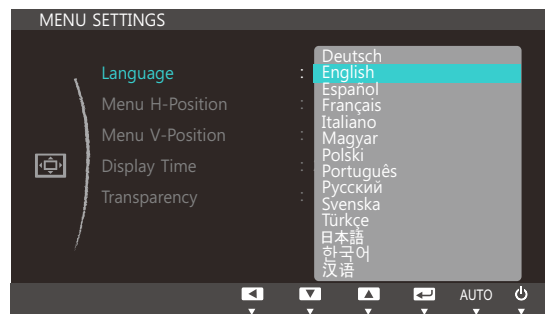 MENU SETTINGS
Language :
Menu H-Position :
Menu V-Position :
Display Time :
Transparency :
Deutsch
English
Español
Français
Italiano
Magyar
Polski
Português
Русский
Svenska
Türkçe
日本語
한국어
汉语
AUTO